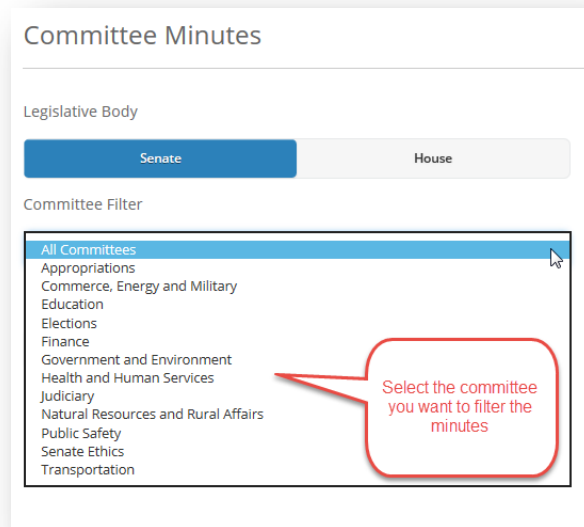 Committee Minutes
Legislative Body
Senate
House
Committee Filter
All Committees
Appropriations
Commerce, Energy and Military
Education
Elections
Finance
Government and Environment
Health and Human Services
Judiciary
Natural Resources and Rural Affairs
Public Safety
Senate Ethics
Transportation
Select the committee
you want to filter the
minutes